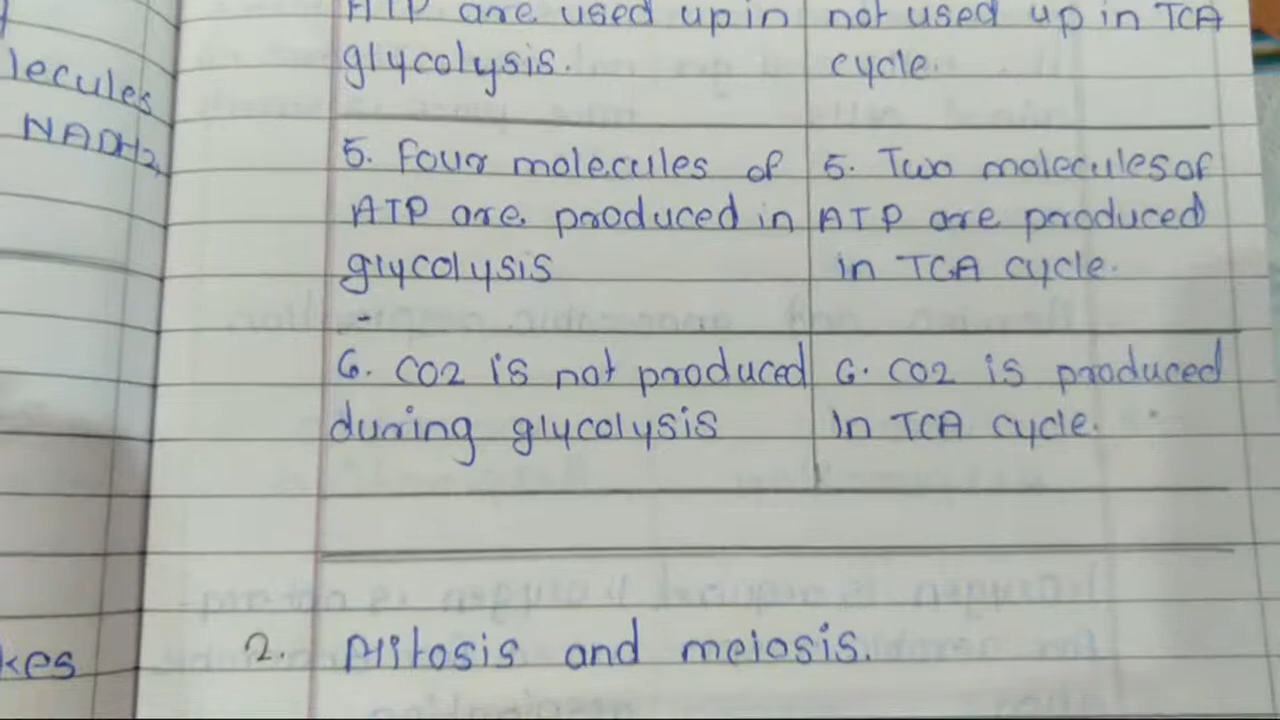 lecules
NADH2,
kes
ATP are used up in
glycolysis.
not used up in TCA
cycle.
5. Four molecules of
ATP are produced in
glycolysis
5. Two molecules of
ATP are produced
in TCA cycle.
6. CO2 is not produced
during glycolysis
6. CO2 is produced
In TCA cycle.
2. Mitosis and meiosis.